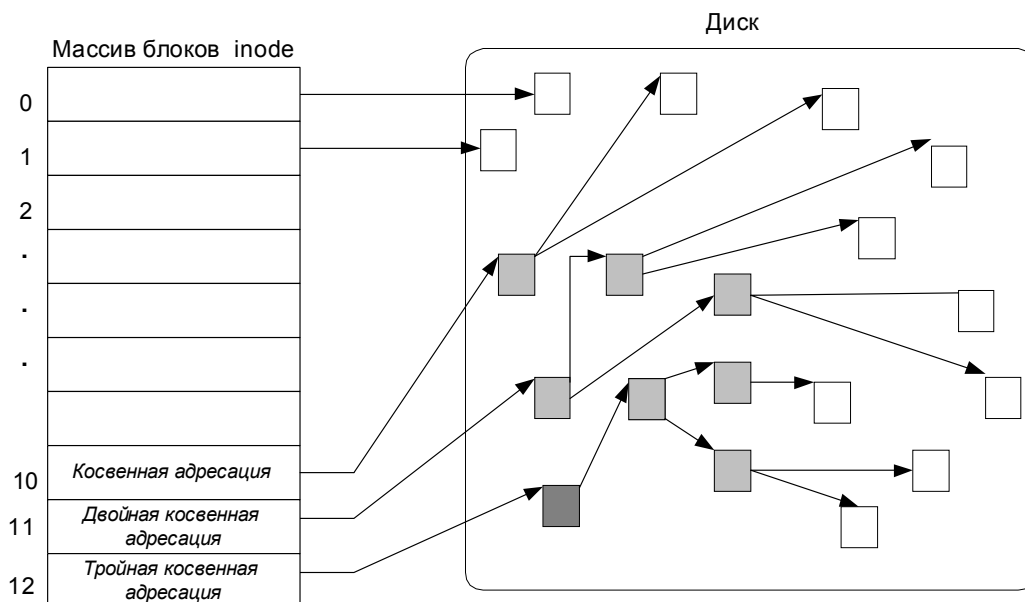 Диск
Массив блоков inode
0
1
2
.
.
.
10
Косвенная адресация
11
Двойная косвенная
адресация
12
Тройная косвенная
адресация